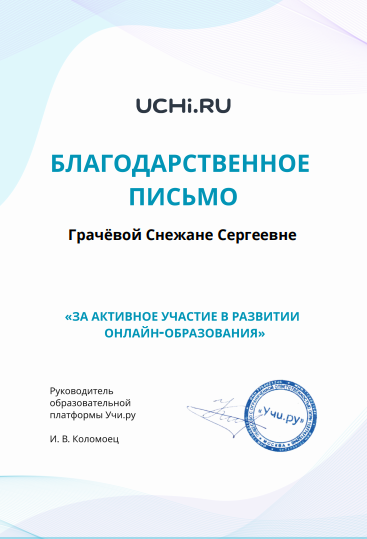 UCHi.RU
БЛАГОДАРСТВЕННОЕ
ПИСЬМО
Грачёвой Снежане Сергеевне
«ЗА АКТИВНОЕ УЧАСТИЕ В РАЗВИТИИ
ОНЛАЙН-ОБРАЗОВАНИЯ»
Руководитель
образовательной
платформы Учи.ру
И. В. Коломоец
«Учи.ру»
МОСКВА